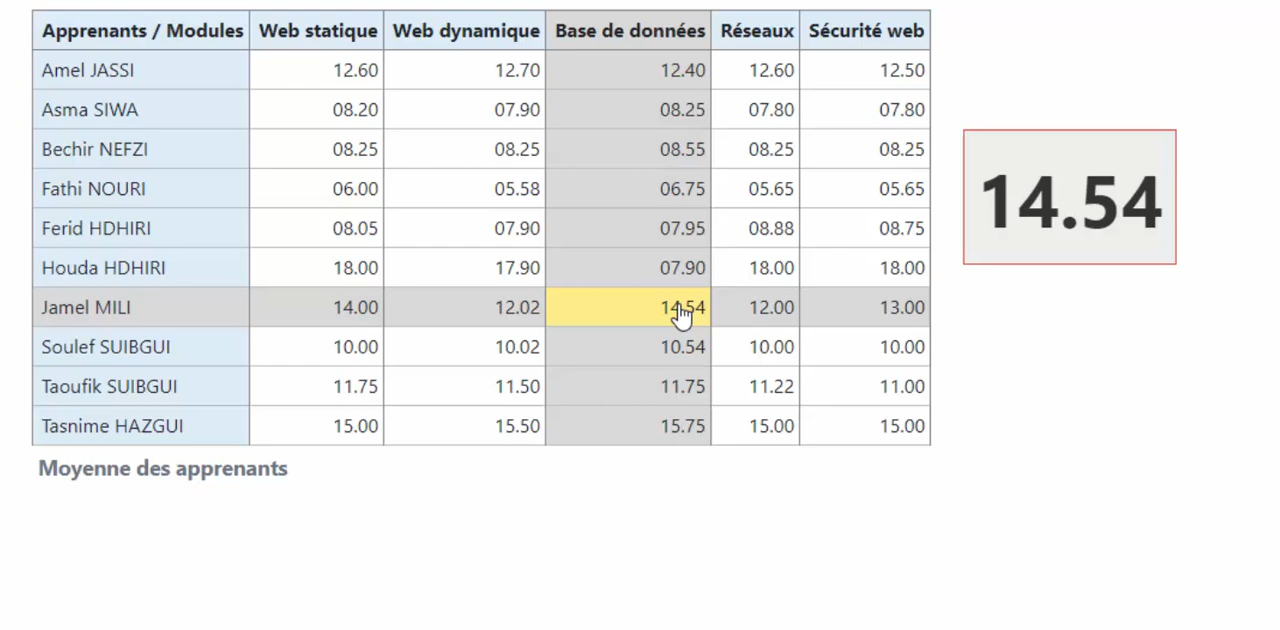 Apprenants / Modules Web statique Web dynamique Base de données Réseaux Sécurité web
Amel JASSI 12.60 12.70 12.40 12.60 12.50
Asma SIWA 08.20 07.90 08.25 07.80 07.80
Bechir NEFZI 08.25 08.25 08.55 08.25 08.25
Fathi NOURI 06.00 05.58 06.75 05.65 05.65
Ferid HDHIRI 08.05 07.90 07.95 08.88 08.75
Houda HDHIRI 18.00 17.90 07.90 18.00 18.00
Jamel MILI 14.00 12.02 14.54 12.00 13.00
Soulef SUIBGUI 10.00 10.02 10.54 10.00 10.00
Taoufik SUIBGUI 11.75 11.50 11.75 11.22 11.00
Tasnime HAZGUI 15.00 15.50 15.75 15.00 15.00
Moyenne des apprenants
14.54